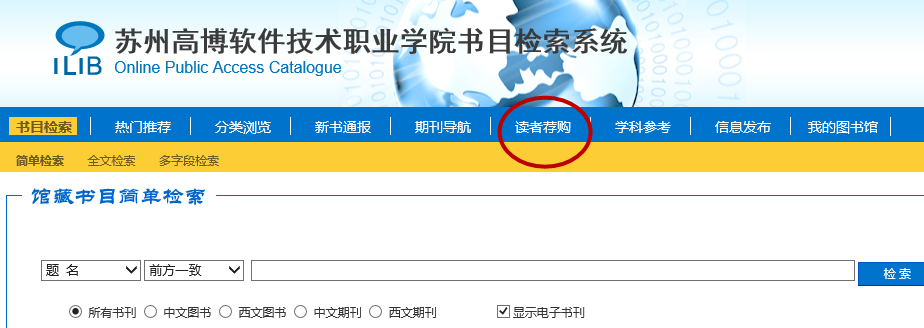 苏州高博软件技术职业学院书目检索系统
ILIB
Online Public Access Catalogue
书目检索 热门推荐 分类浏览 新书通报 期刊导航 读者荐购 学科参考 信息发布 我的图书馆
简单检索 全文检索 多字段检索
馆藏书目简单检索
题 名 前方一致 检 索
所有书刊 中文图书 西文图书 中文期刊 西文期刊 显示电子书刊